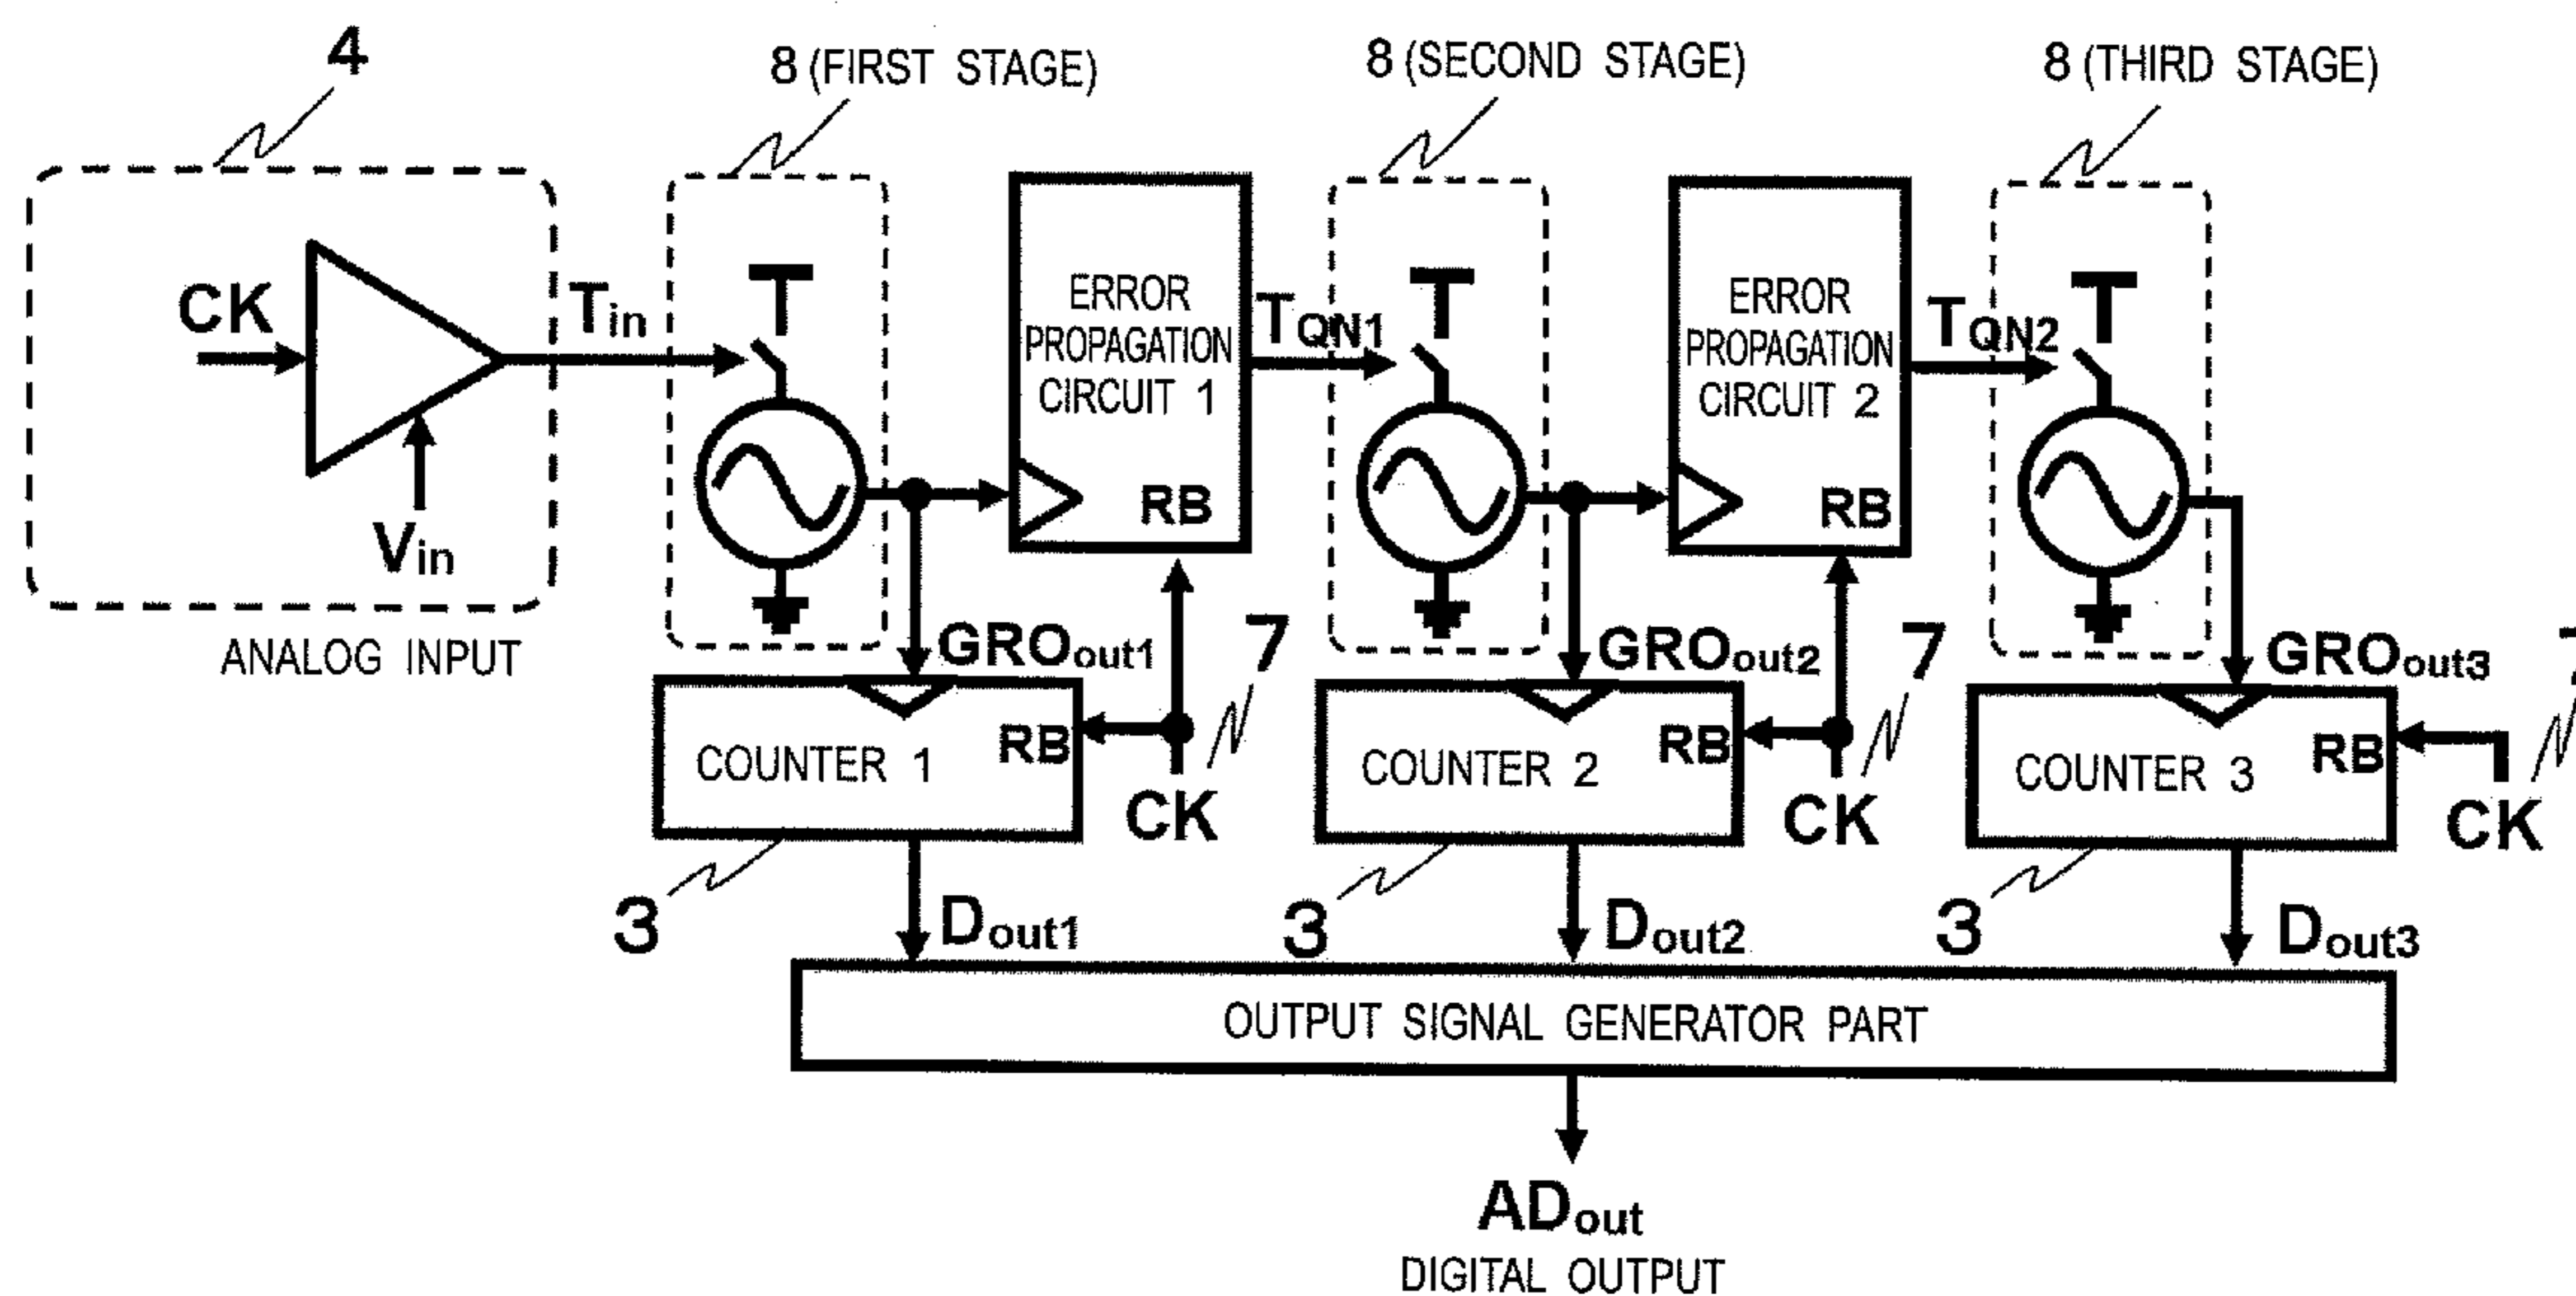 4
8 (FIRST STAGE)
8 (SECOND STAGE)
8 (THIRD STAGE)
CK
Vin
ANALOG INPUT
Tin
ERROR
PROPAGATION
CIRCUIT 1
RB
TQN1
ERROR
PROPAGATION
CIRCUIT 2
RB
TQN2
GROout1
7
GROout2
7
GROout3
7
COUNTER 1
RB
CK
COUNTER 2
RB
CK
COUNTER 3
RB
CK
3
Dout1
3
Dout2
3
Dout3
OUTPUT SIGNAL GENERATOR PART
ADout
DIGITAL OUTPUT